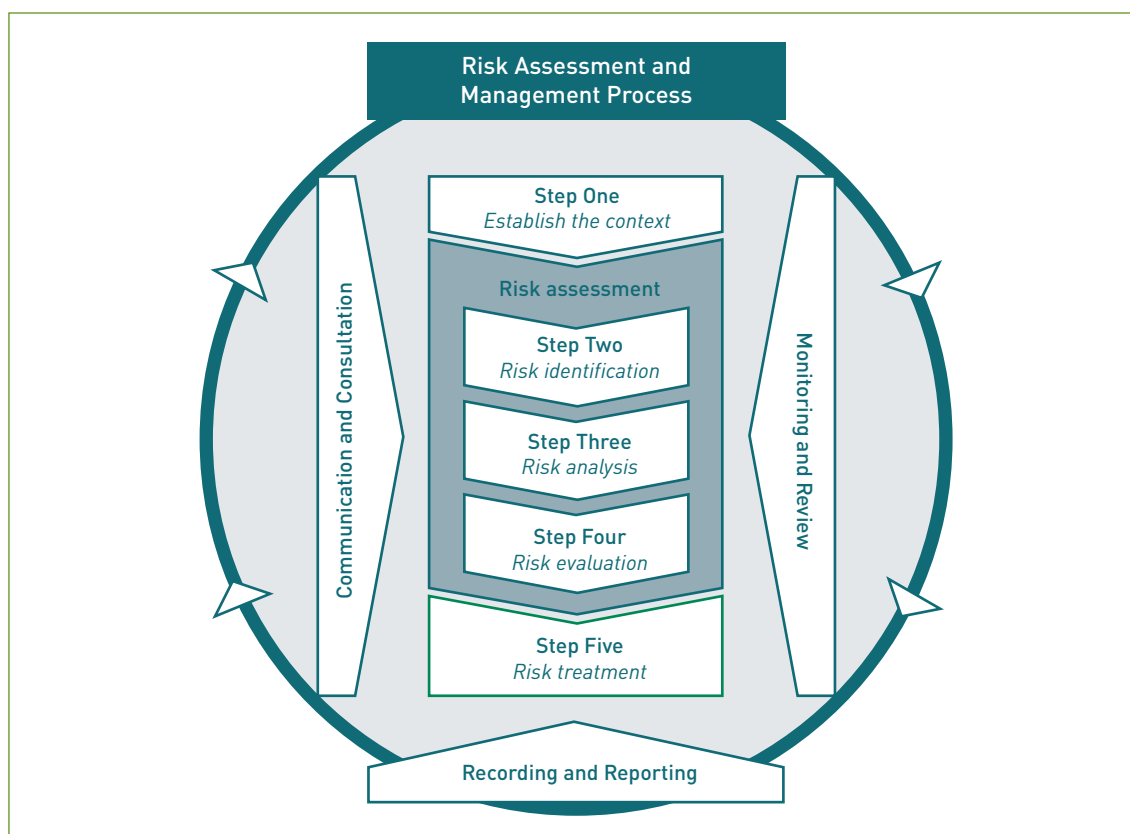 Risk Assessment and
Management Process
Step One
Establish the context
Risk assessment
Step Two
Risk identification
Step Three
Risk analysis
Step Four
Risk evaluation
Step Five
Risk treatment
Communication and Consultation
Monitoring and Review
Recording and Reporting